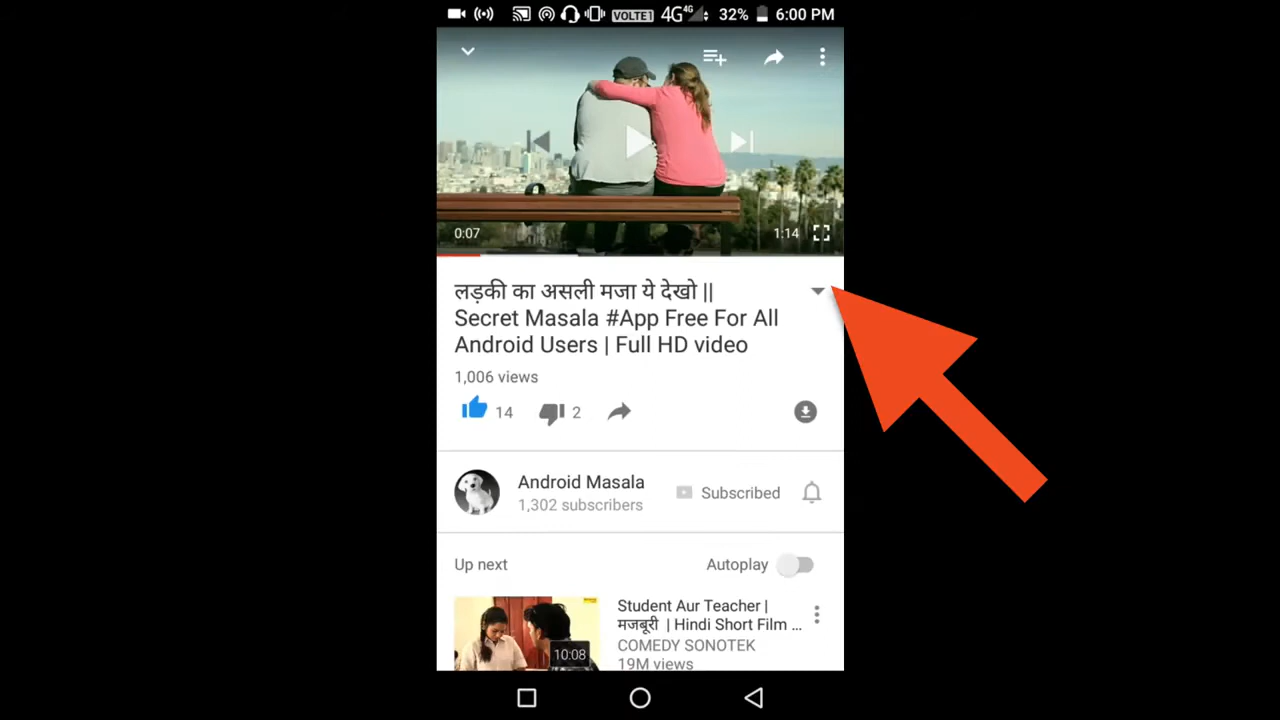 VOLTE1 4G 4G 32% 6:00 PM
0:07 1:14
लड़की का असली मजा ये देखो ||
Secret Masala #App Free For All
Android Users | Full HD video
1,006 views
14 2
Android Masala
1,302 subscribers
Subscribed
Up next Autoplay
Student Aur Teacher |
मजबूरी | Hindi Short Film ...
COMEDY SONOTEK
19M views
10:08